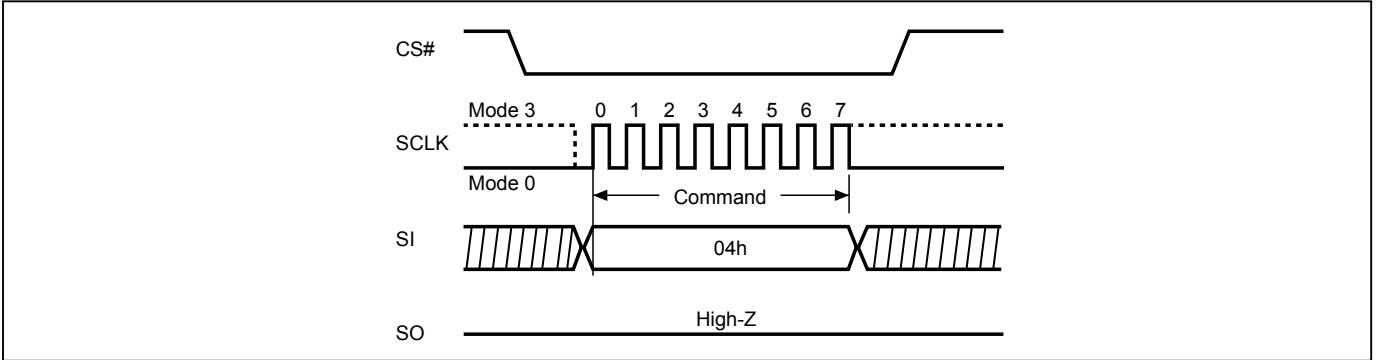 CS#
Mode 3 0 1 2 3 4 5 6 7
SCLK
Mode 0
Command
SI
04h
High-Z
SO